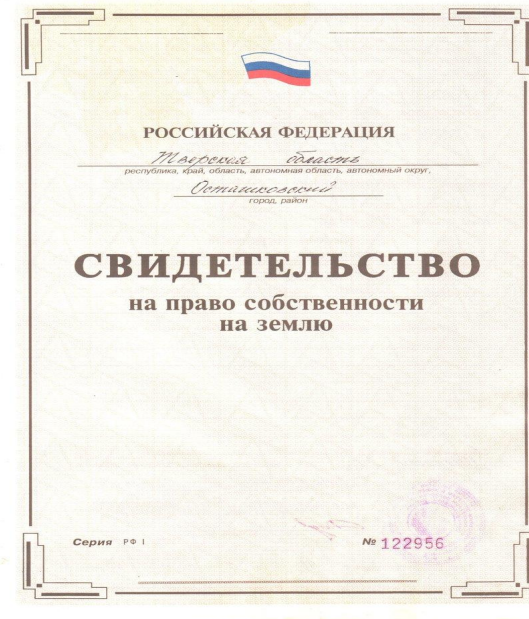 РОССИЙСКАЯ ФЕДЕРАЦИЯ
Тверская область
республика, край, область, автономная область, автономный округ,
Осташковский
город, район
СВИДЕТЕЛЬСТВО
на право собственности
на землю
Серия РФ I
№ 122956